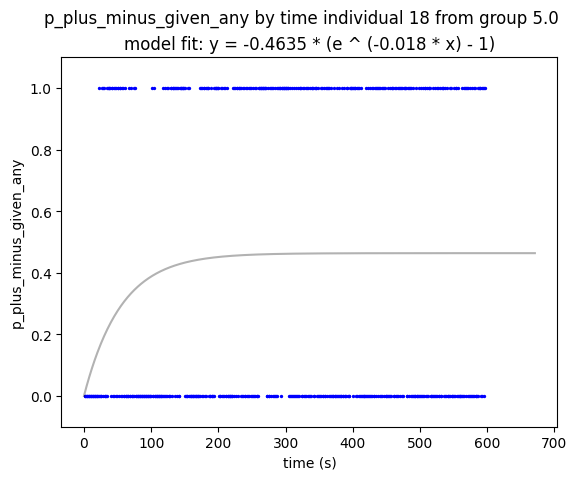 p_plus_minus_given_any by time individual 18 from group 5.0
model fit: y = -0.4635 * (e ^ (-0.018 * x) - 1)
1.0
0.8
0.6
0.4
0.2
0.0
p_plus_minus_given_any
0 100 200 300 400 500 600 700
time (s)